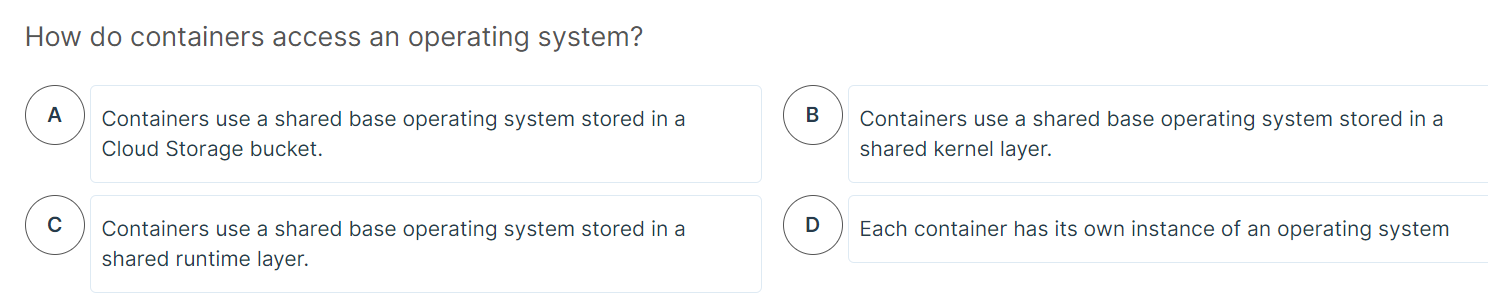 How do containers access an operating system?
A
Containers use a shared base operating system stored in a
Cloud Storage bucket.
B
Containers use a shared base operating system stored in a
shared kernel layer.
C
Containers use a shared base operating system stored in a
shared runtime layer.
D
Each container has its own instance of an operating system